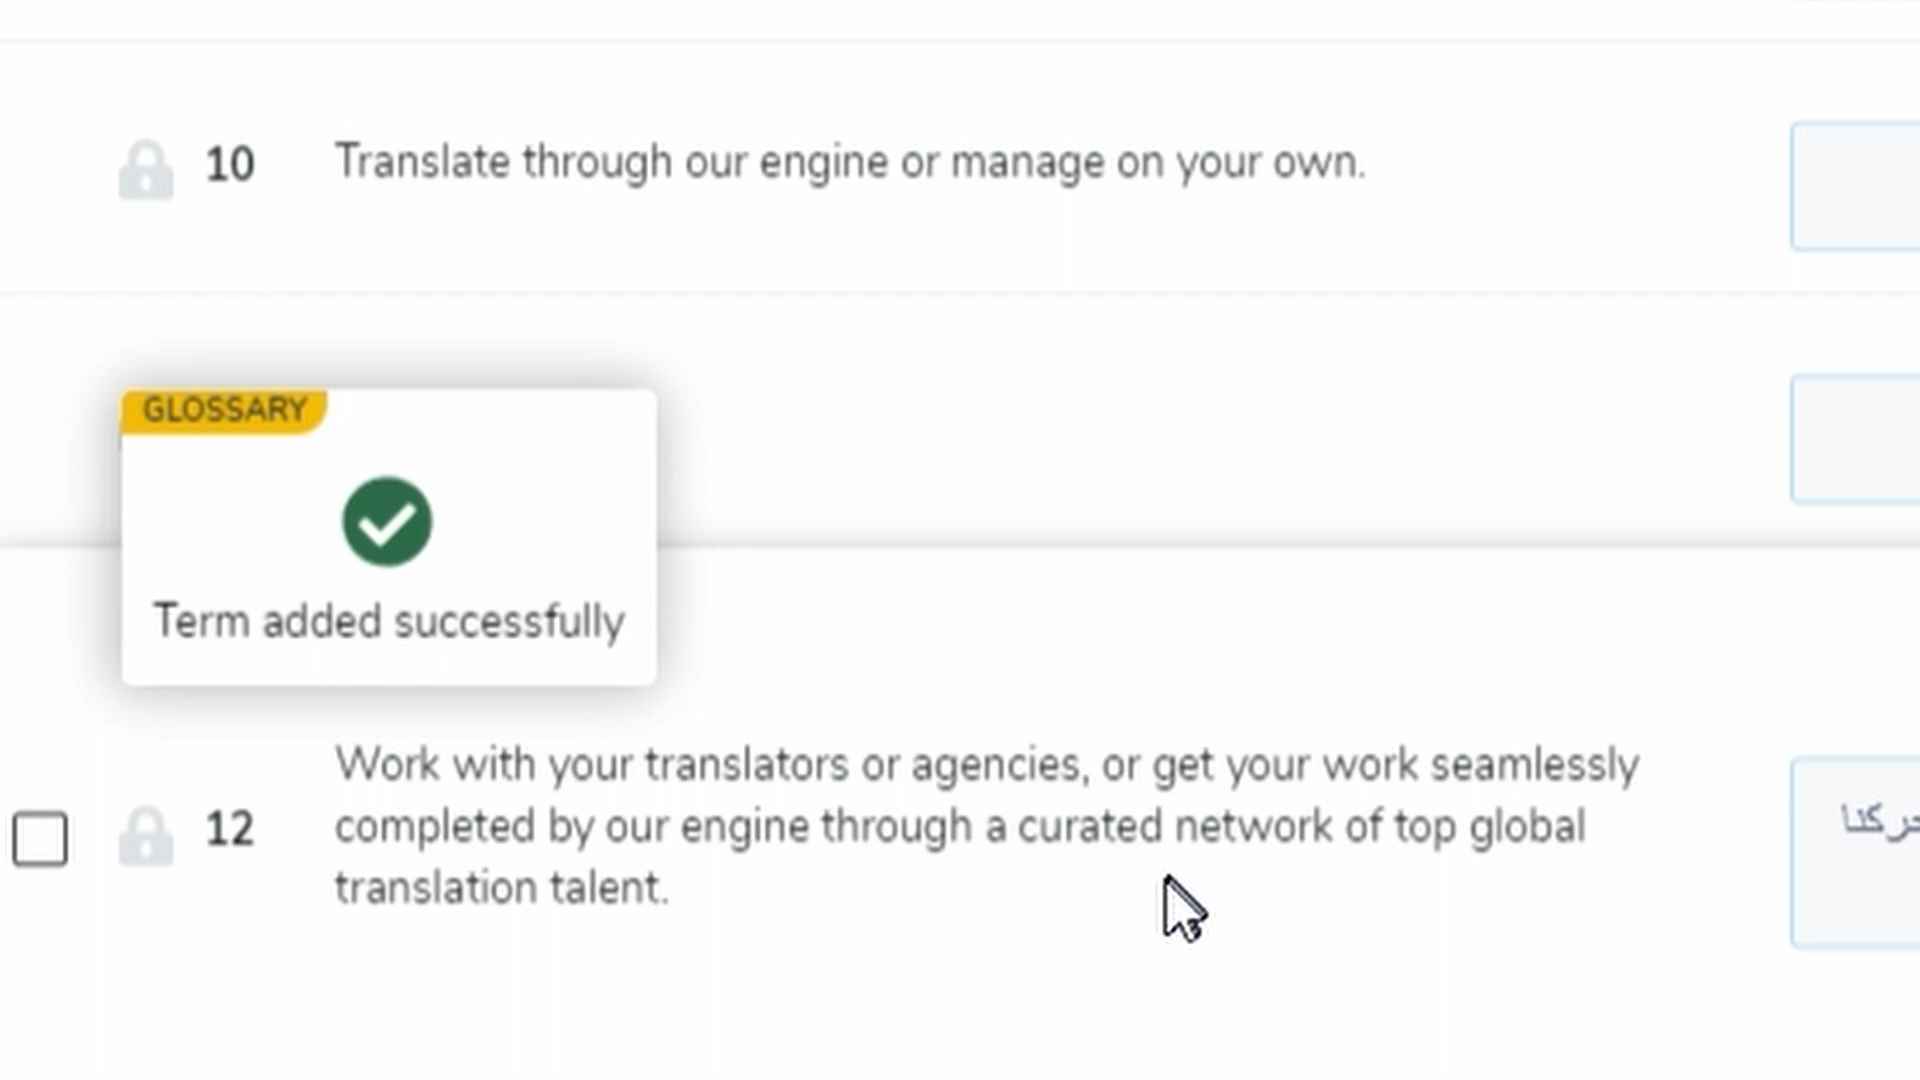 10
Translate through our engine or manage on your own.
GLOSSARY
Term added successfully
12
Work with your translators or agencies, or get your work seamlessly
completed by our engine through a curated network of top global
translation talent.